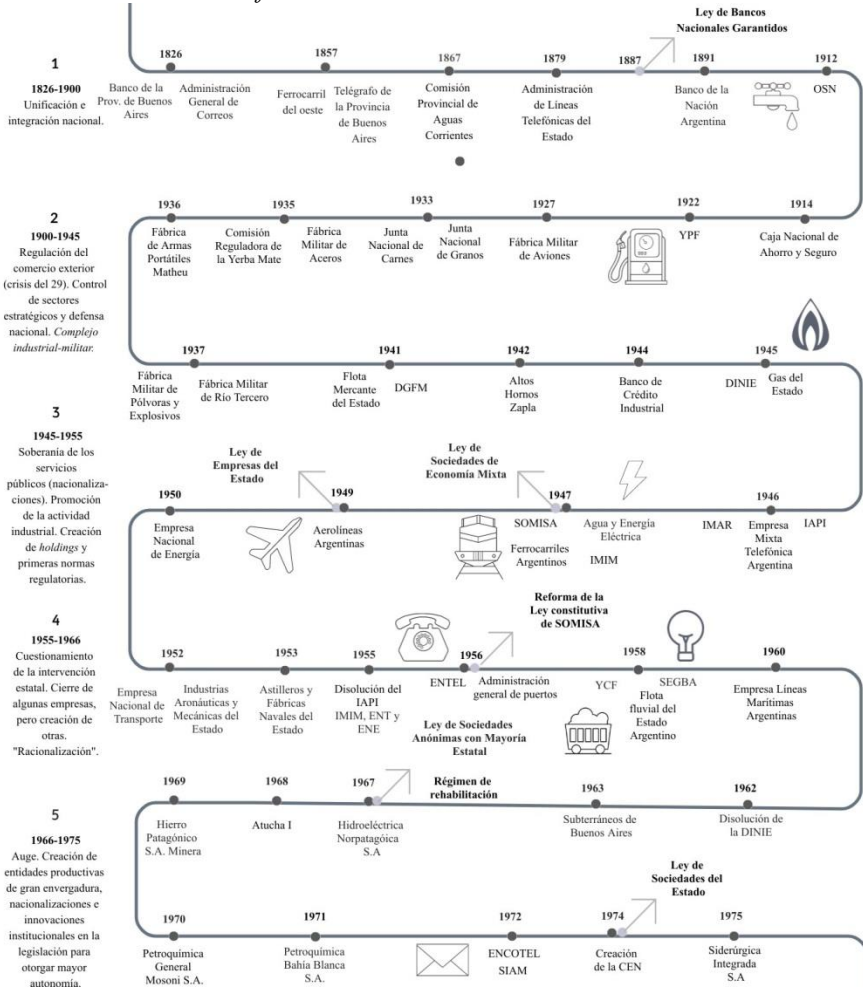 Ley de Bancos
Nacionales Garantidos
1
1826-1900
Unificación e
integración nacional.
1826
Banco de la
Prov. de Buenos
Aires
Administración
General de
Correos
1857
Ferrocarril
del oeste
Telégrafo de
la Provincia
de Buenos
Aires
1867
Comisión
Provincial de
Aguas
Corrientes
1879
Administración
de Líneas
Telefónicas del
Estado
1887
1891
Banco de la
Nación
Argentina
1912
OSN
2
1900-1945
Regulación del
comercio exterior
(crisis del 29). Control
de sectores
estratégicos y defensa
nacional. Complejo
industrial-militar.
1936
Fábrica
de Armas
Portátiles
Matheu
1935
Comisión
Reguladora de
la Yerba Mate
Fábrica
Militar de
Aceros
1933
Junta
Nacional de
Carnes
Junta
Nacional
de Granos
1927
Fábrica Militar
de Aviones
1922
YPF
1914
Caja Nacional de
Ahorro y Seguro
1937
Fábrica
Militar de
Pólvoras y
Explosivos
Fábrica Militar
de Río Tercero
1941
Flota
Mercante
del Estado
DGFM
1942
Altos
Hornos
Zapla
1944
Banco de
Crédito
Industrial
1945
DINIE
Gas del
Estado
3
1945-1955
Soberanía de los
servicios
públicos (nacionaliza-
ciones). Promoción
de la actividad
industrial. Creación
de holdings y
primeras normas
regulatorias.
Ley de
Empresas del
Estado
Ley de
Sociedades de
Economía Mixta
1950
Empresa
Nacional
de Energía
1949
Aerolíneas
Argentinas
1947
SOMISA
Ferrocarriles
Argentinos
Agua y Energía
Eléctrica
IMIM
1946
IMAR
Empresa
Mixta
Telefónica
Argentina
IAPI
4
1955-1966
Cuestionamiento
de la intervención
estatal. Cierre de
algunas empresas,
pero creación de
otras.
"Racionalización".
Reforma de la
Ley constitutiva
de SOMISA
1952
Empresa
Nacional de
Transporte
Industrias
Aronáuticas y
Mecánicas del
Estado
1953
Astilleros y
Fábricas
Navales del
Estado
1955
Disolución del
IAPI
IMIM, ENT y
ENE
1956
ENTEL
Administración
general de puertos
1958
YCF
SEGBA
Flota
fluvial del
Estado
Argentino
1960
Empresa Líneas
Marítimas
Argentinas
Ley de Sociedades
Anónimas con Mayoría
Estatal
Régimen de
rehabilitación
5
1966-1975
Auge. Creación de
entidades productivas
de gran envergadura,
nacionalizaciones e
innovaciones
institucionales en la
legislación para
otorgar mayor
autonomía.
1969
Hierro
Patagónico
S.A. Minera
1968
Atucha I
1967
Hidroeléctrica
Norpatagóica
S.A
1963
Subterráneos de
Buenos Aires
1962
Disolución de
la DINIE
Ley de
Sociedades del
Estado
1970
Petroquímica
General
Mosoni S.A.
1971
Petroquímica
Bahía Blanca
S.A.
1972
ENCOTEL
SIAM
1974
Creación
de la CEN
1975
Siderúrgica
Integrada
S.A